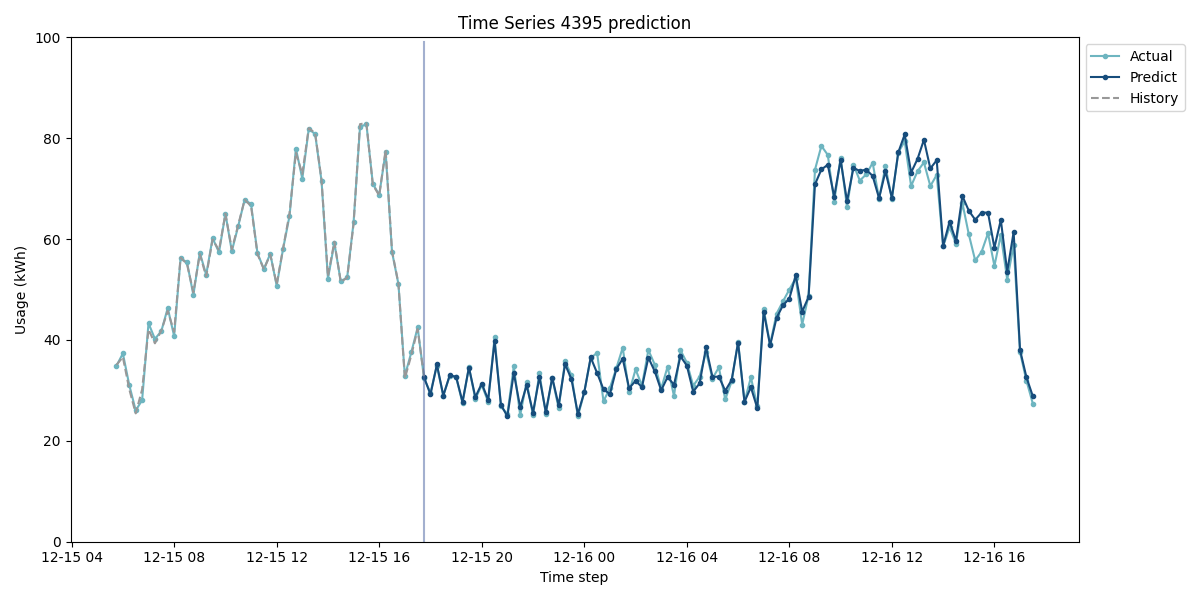 Time Series 4395 prediction
Usage (kWh)
100
80
60
40
20
0
12-15 04 12-15 08 12-15 12 12-15 16 12-15 20 12-16 00 12-16 04 12-16 08 12-16 12 12-16 16
Time step
Actual
Predict
History